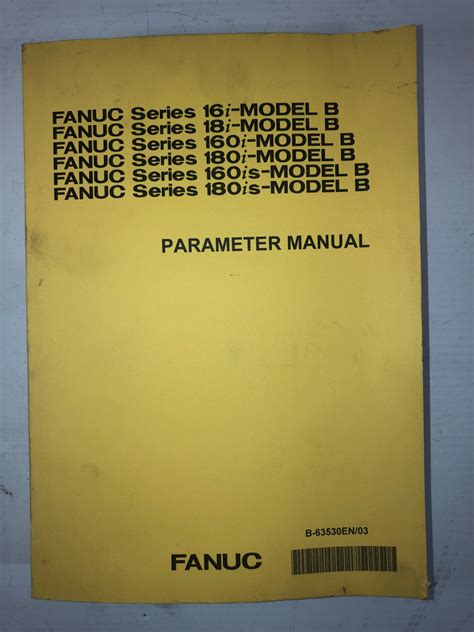 FANUC Series 16i-MODEL B
FANUC Series 18i-MODEL B
FANUC Series 160i-MODEL B
FANUC Series 180i-MODEL B
FANUC Series 160is-MODEL B
FANUC Series 180is-MODEL B
PARAMETER MANUAL
B-63530EN/03
FANUC